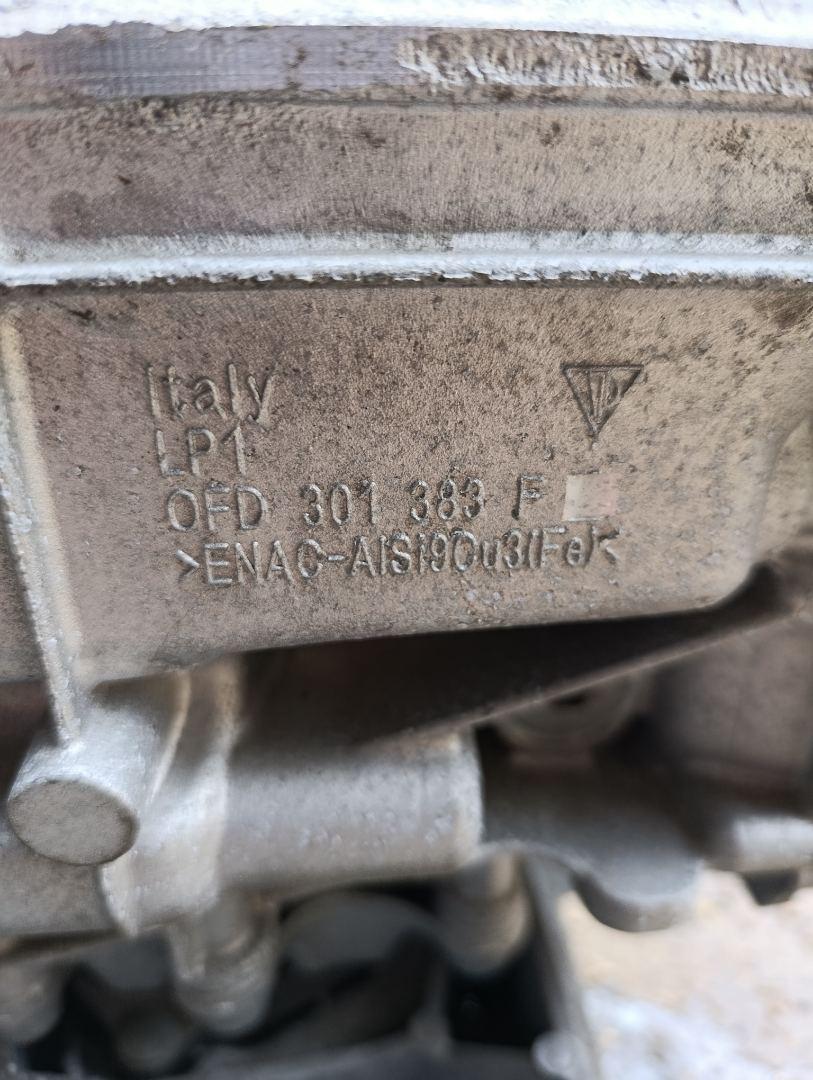 Italy
LP1
0FD 301 383 F
>ENAC-AlSi9Cu3(Fe)<